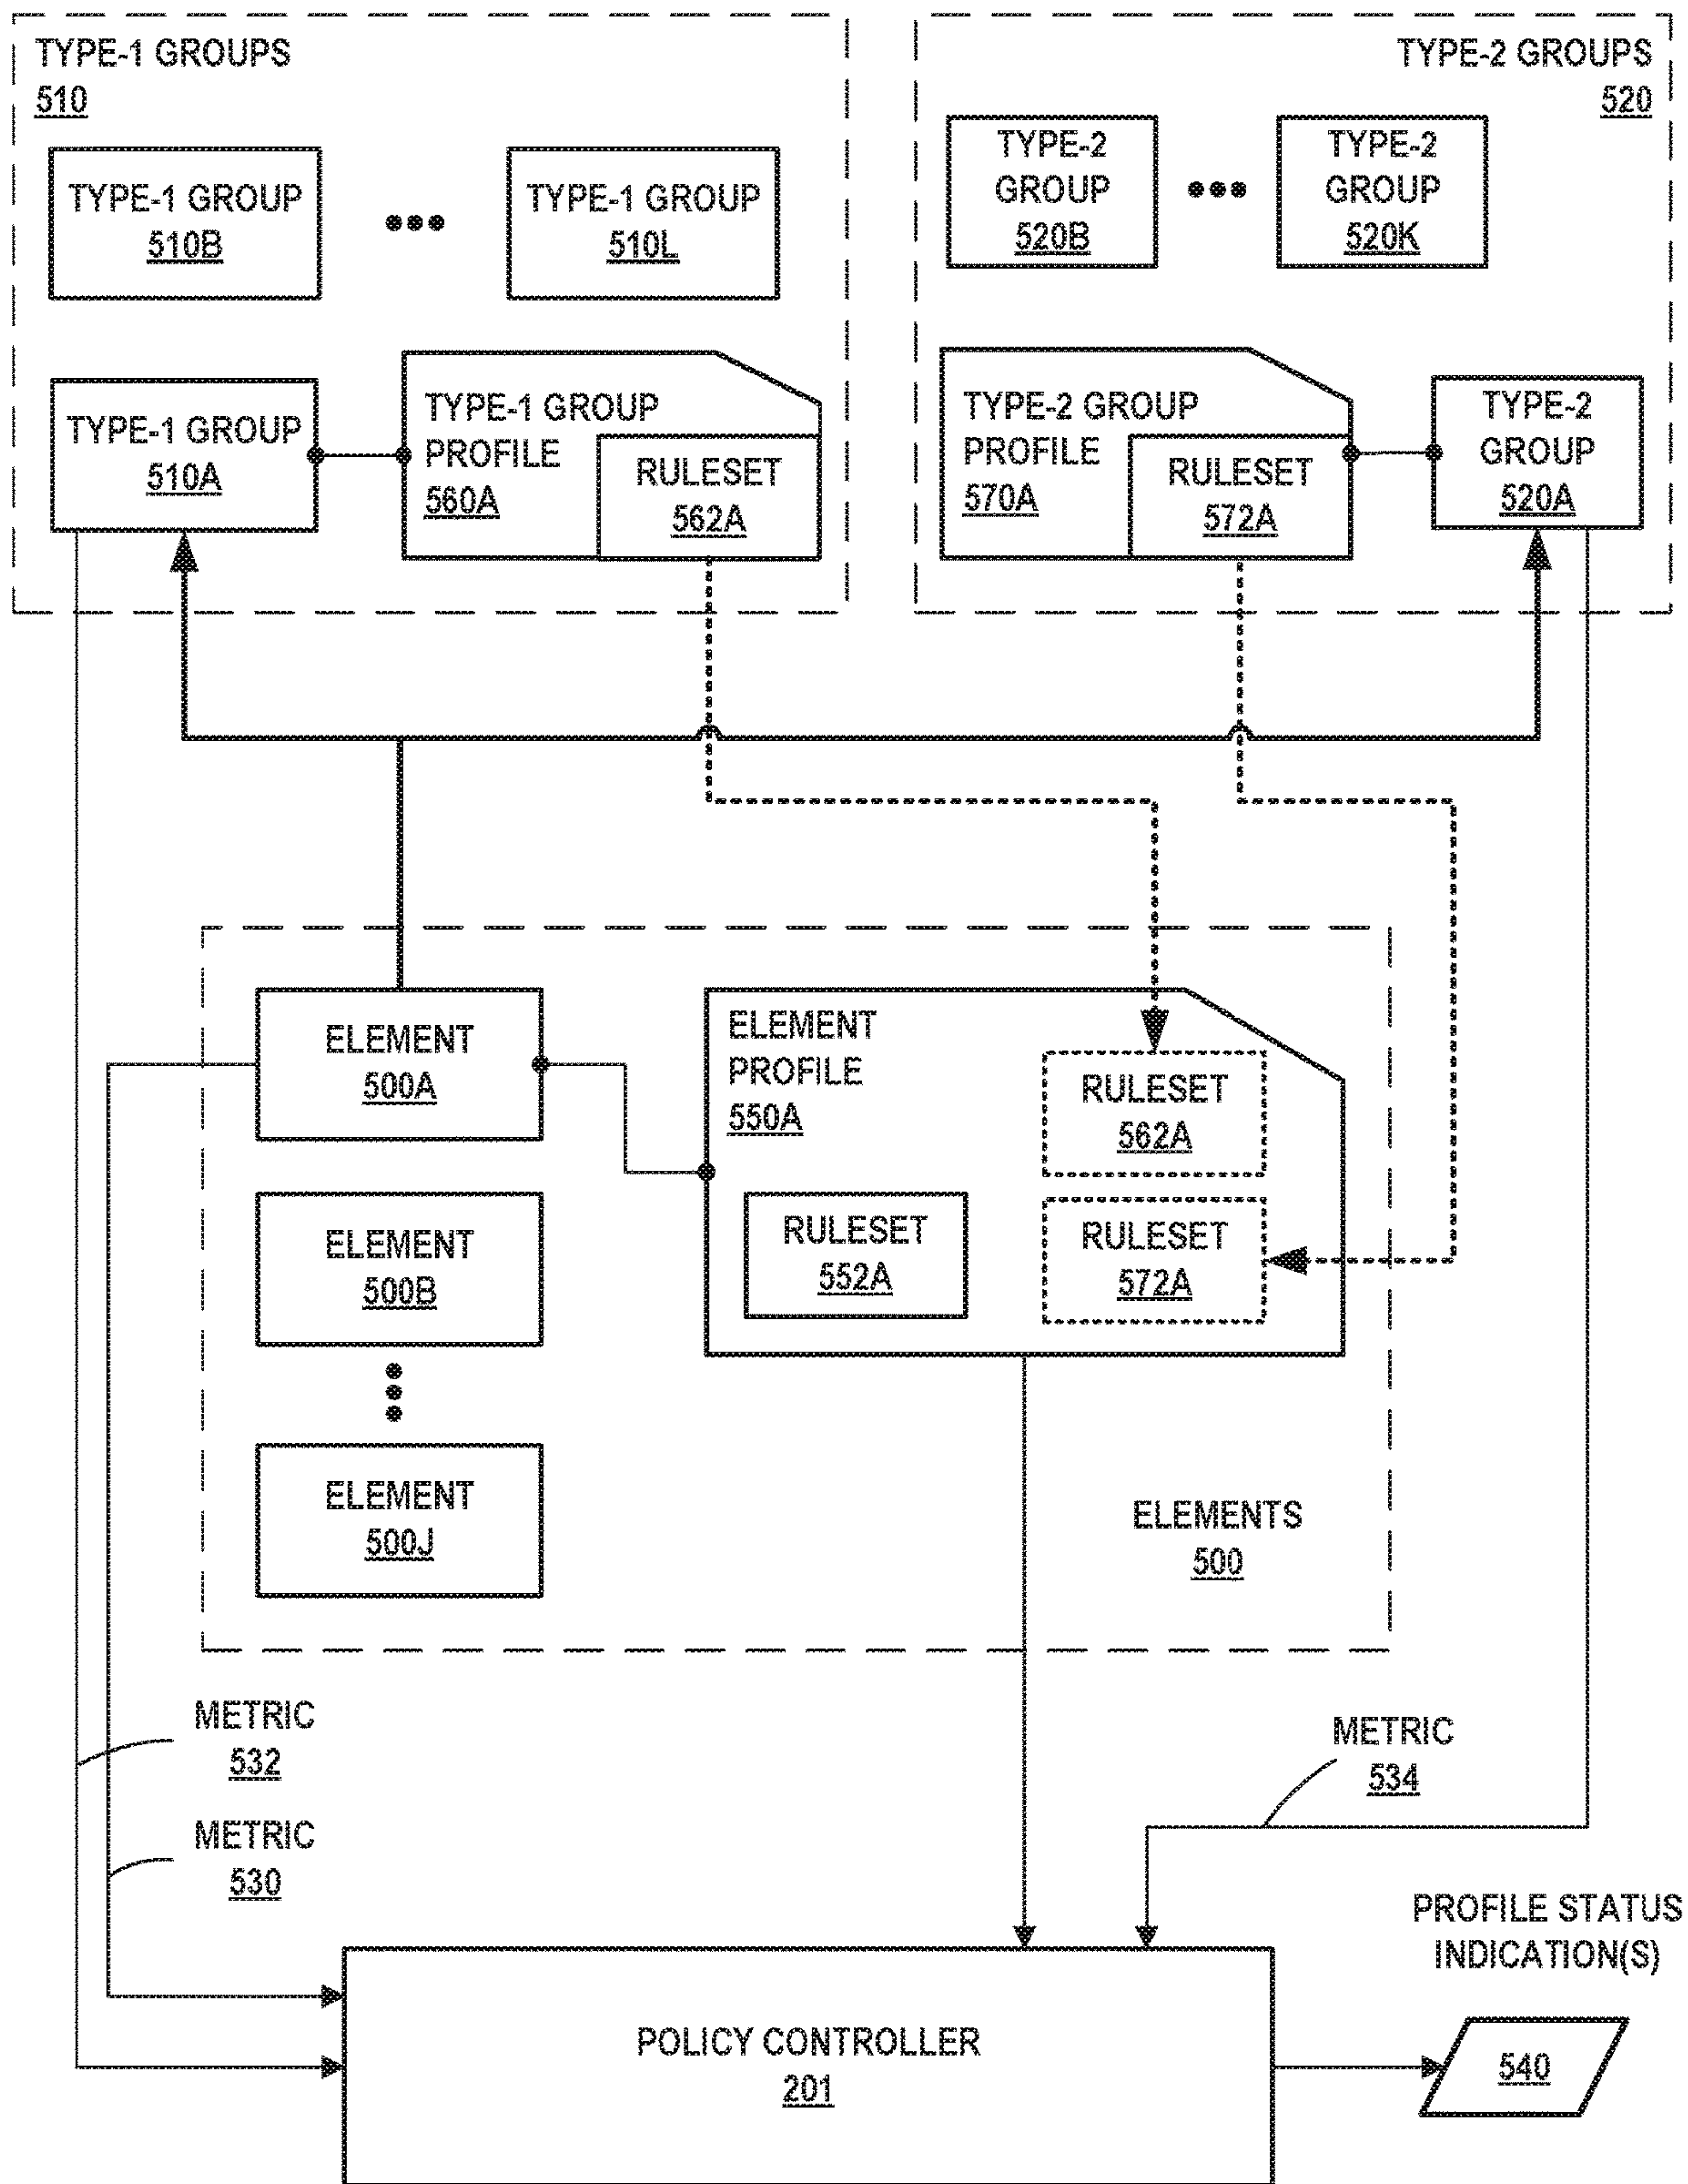 TYPE-1 GROUPS
510
TYPE-1 GROUP
510B
TYPE-1 GROUP
510L
TYPE-1 GROUP
510A
TYPE-1 GROUP
PROFILE
560A
RULESET
562A
TYPE-2 GROUPS
520
TYPE-2
GROUP
520B
TYPE-2
GROUP
520K
TYPE-2 GROUP
PROFILE
570A
RULESET
572A
TYPE-2
GROUP
520A
ELEMENT
500A
ELEMENT
PROFILE
550A
RULESET
562A
RULESET
552A
RULESET
572A
ELEMENT
500B
ELEMENT
500J
ELEMENTS
500
METRIC
532
METRIC
530
METRIC
534
PROFILE STATUS
INDICATION(S)
540
POLICY CONTROLLER
201